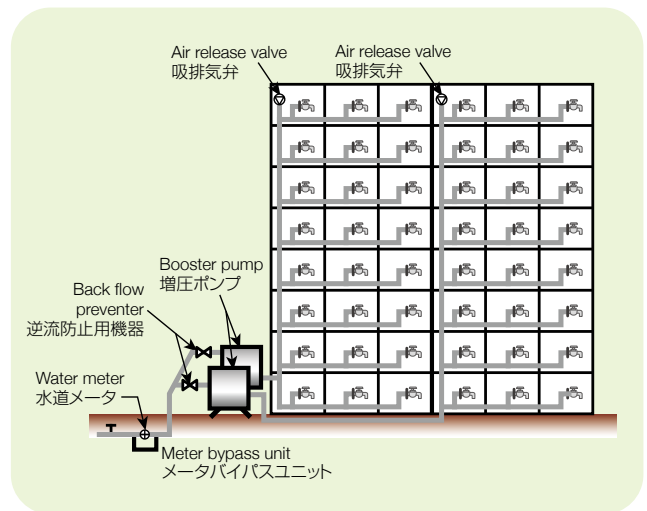 Air release valve
吸排気弁
Air release valve
吸排気弁
Booster pump
増圧ポンプ
Back flow
preventer
逆流防止用機器
Water meter
水道メータ
Meter bypass unit
メータバイパスユニット